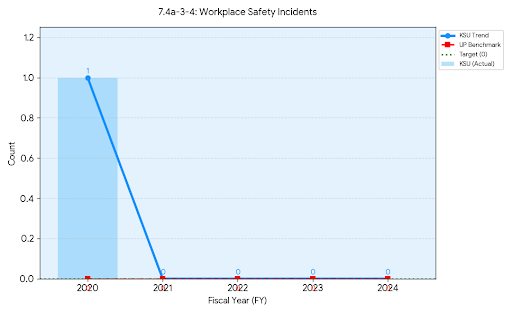 7.4a-3-4: Workplace Safety Incidents
KSU Trend
UP Benchmark
Target (0)
KSU (Actual)
Count
1.2
1.0
0.8
0.6
0.4
0.2
0.0
1
0
0
0
0
2020
2021
2022
2023
2024
Fiscal Year (FY)